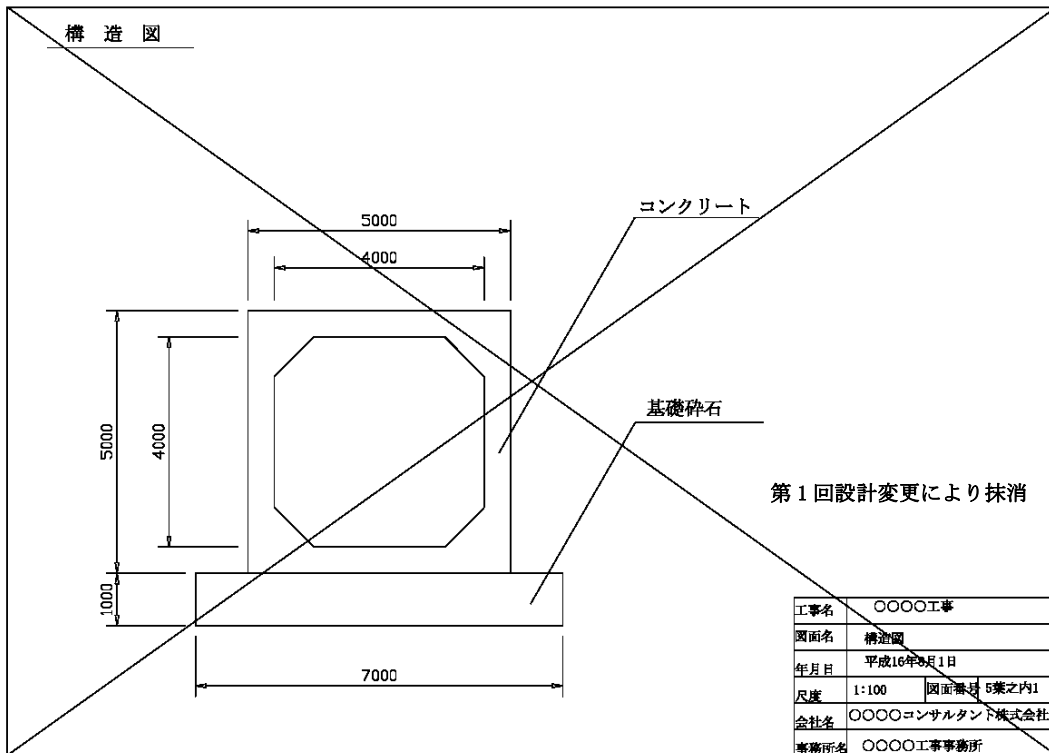 構造図
5000
コンクリート
4000
基礎砕石
5000
4000
第1回設計変更により抹消
1000
7000
工事名 ○○○○工事
図面名 構造図
年月日 平成16年8月1日
尺度 1:100 図面番号 5葉之内1
会社名 ○○○○コンサルタント株式会社
事務所名 ○○○○工事事務所